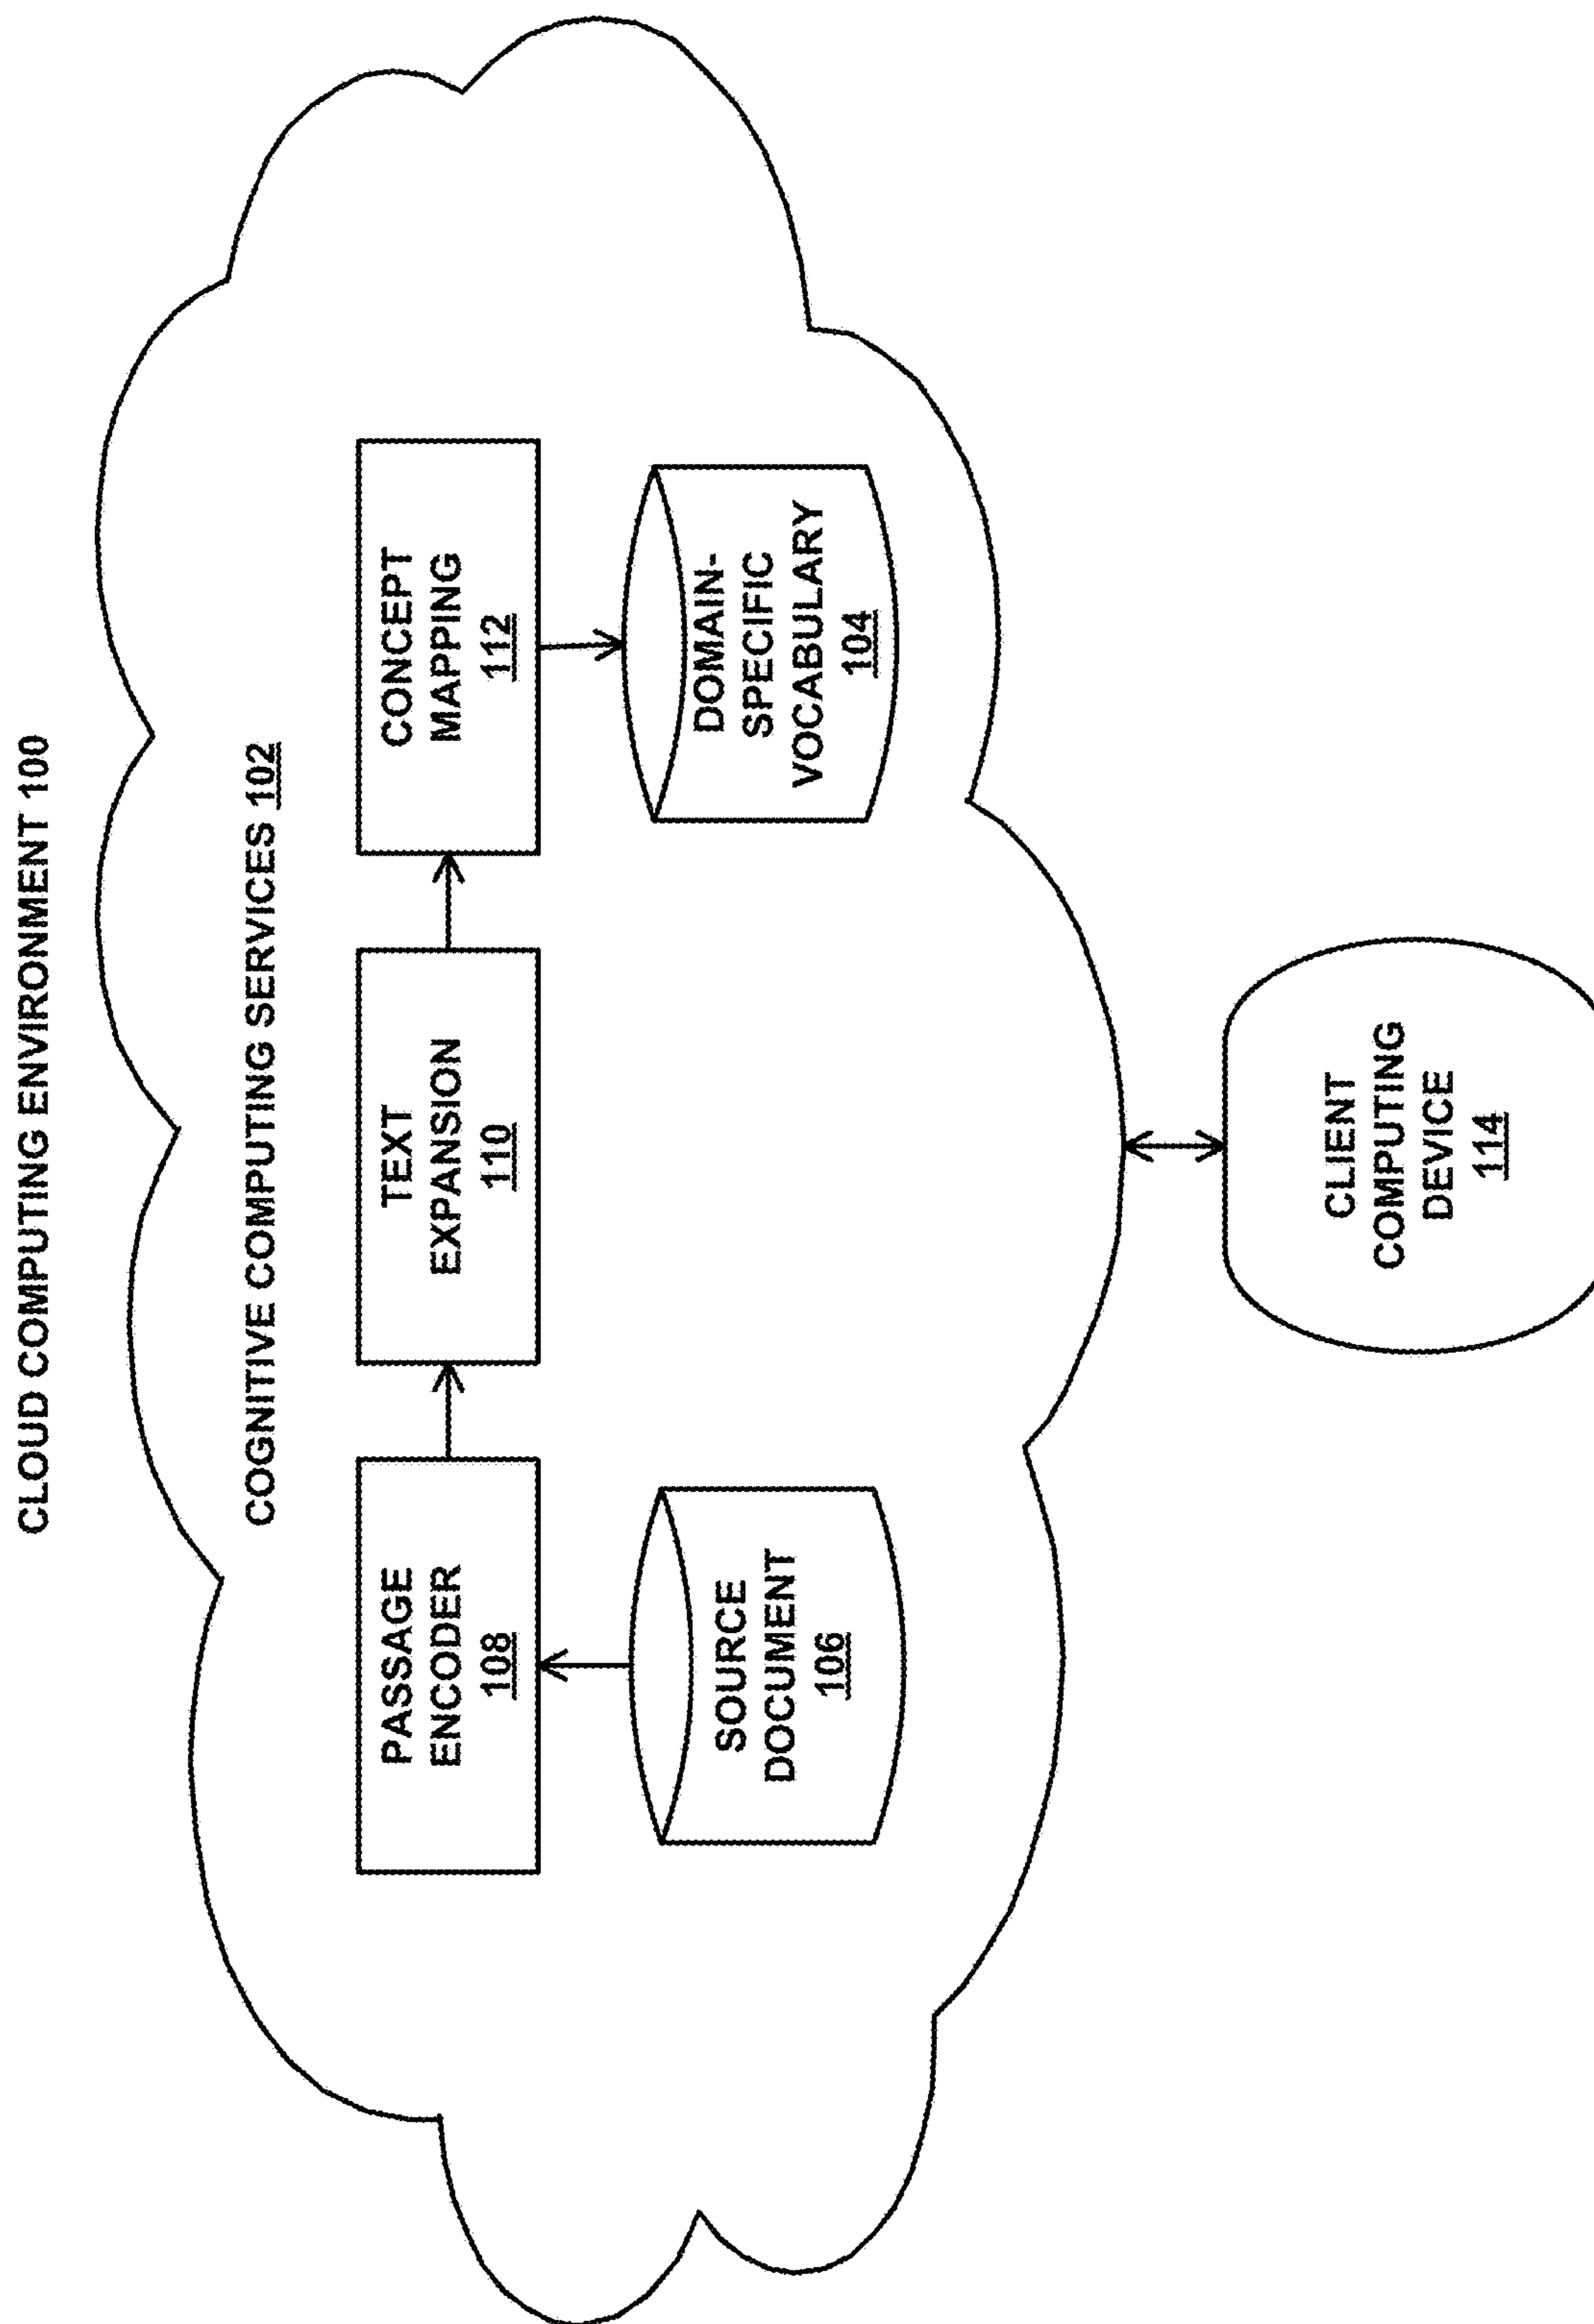 CLOUD COMPUTING ENVIRONMENT 100
COGNITIVE COMPUTING SERVICES 102
PASSAGE
ENCODER
108
TEXT
EXPANSION
110
CONCEPT
MAPPING
112
SOURCE
DOCUMENT
106
DOMAIN-
SPECIFIC
VOCABULARY
104
CLIENT
COMPUTING
DEVICE
114